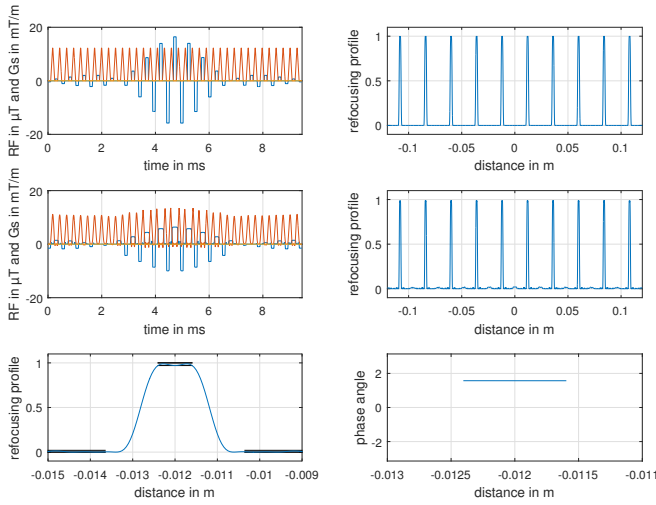 RF in µT and Gs in mT/m
20
0
-20
0 2 4 6 8
time in ms
refocusing profile
1
0.5
0
-0.1 -0.05 0 0.05 0.1
distance in m
RF in µT and Gs in mT/m
20
0
-20
0 2 4 6 8
time in ms
refocusing profile
1
0.5
0
-0.1 -0.05 0 0.05 0.1
distance in m
refocusing profile
1
0.5
0
-0.015 -0.014 -0.013 -0.012 -0.011 -0.01 -0.009
distance in m
phase angle
2
0
-2
-0.013 -0.0125 -0.012 -0.0115 -0.011
distance in m